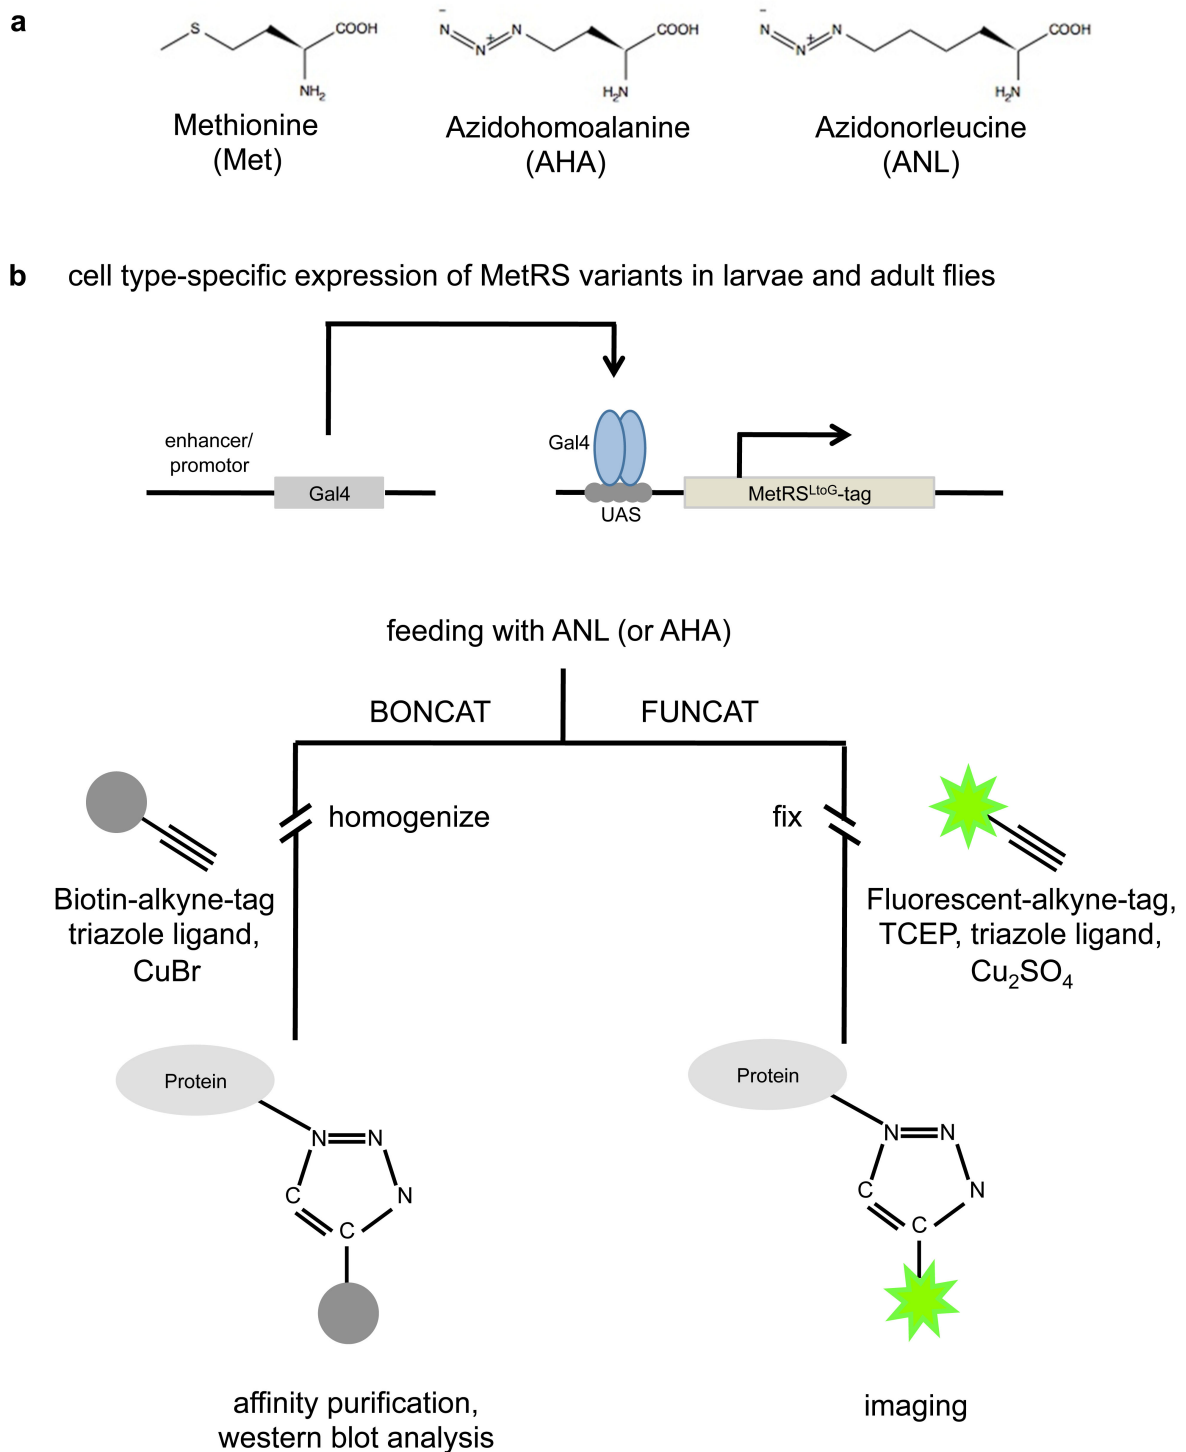 a
S
COOH
NH₂
Methionine
(Met)
N
−
N
+
N
COOH
H₂N
Azidohomoalanine
(AHA)
N
−
N
+
N
COOH
H₂N
Azidonorleucine
(ANL)
b
cell type-specific expression of MetRS variants in larvae and adult flies
enhancer/
promotor
Gal4
Gal4
UAS
MetRSᴸᵗᵒᴳ-tag
feeding with ANL (or AHA)
BONCAT
FUNCAT
homogenize
fix
Biotin-alkyne-tag
triazole ligand,
CuBr
Fluorescent-alkyne-tag,
TCEP, triazole ligand,
Cu₂SO₄
Protein
N
N
N
C
C
Protein
N
N
N
C
C
affinity purification,
western blot analysis
imaging